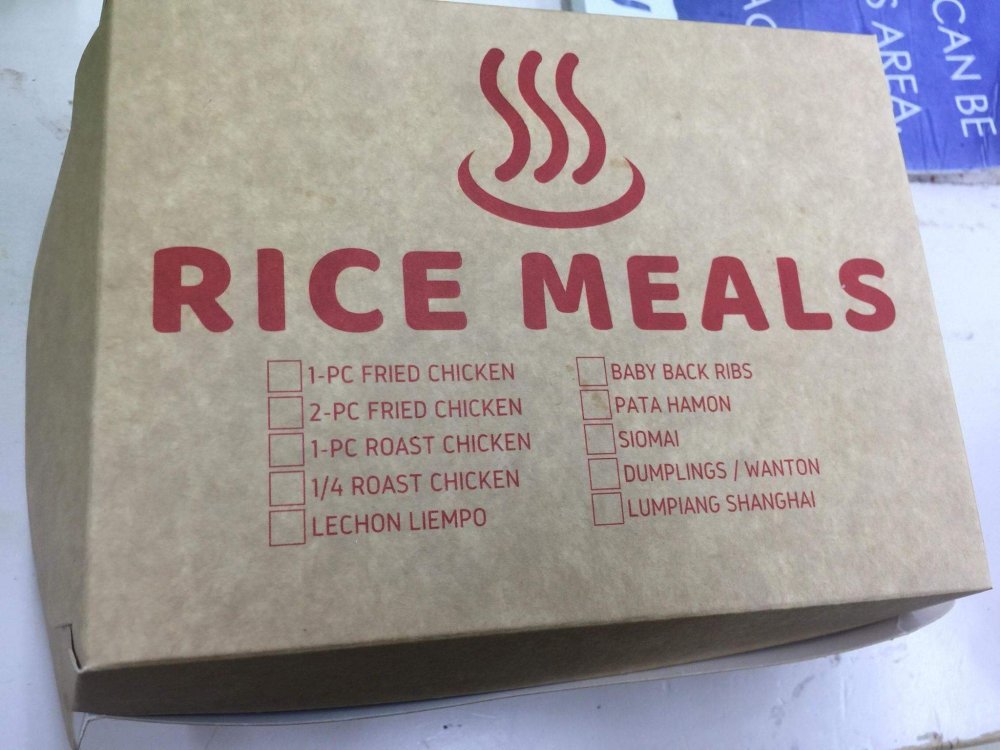 CAN BE
S AREA.
RICE MEALS
1-PC FRIED CHICKEN
2-PC FRIED CHICKEN
1-PC ROAST CHICKEN
1/4 ROAST CHICKEN
LECHON LIEMPO
BABY BACK RIBS
PATA HAMON
SIOMAI
DUMPLINGS / WANTON
LUMPIANG SHANGHAI